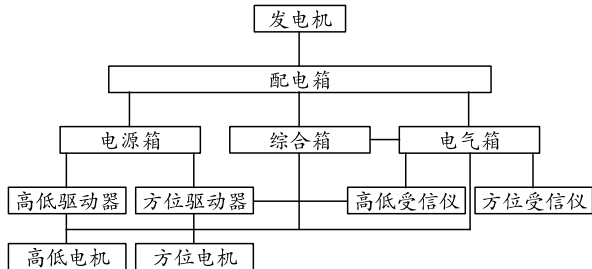 发电机
配电箱
电源箱
综合箱
电气箱
高低驱动器
方位驱动器
高低受信仪
方位受信仪
高低电机
方位电机